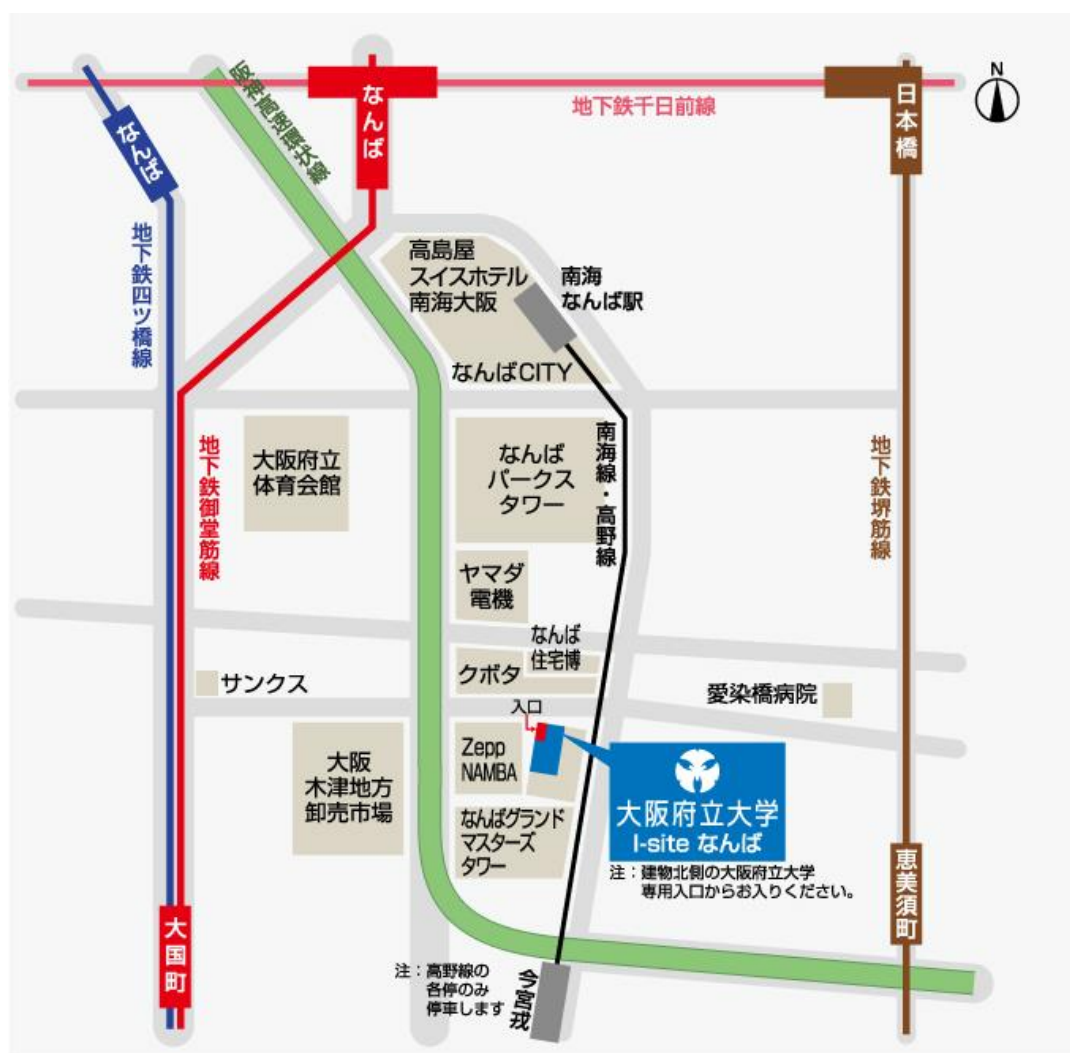 N
阪神高速環状線
なんば
なんば
地下鉄千日前線
日本橋
地下鉄四ツ橋線
高島屋
スイスホテル
南海大阪
南海
なんば駅
なんばCITY
地下鉄御堂筋線
大阪府立
体育会館
なんば
パークス
タワー
南海線・高野線
地下鉄堺筋線
ヤマダ
電機
なんば
住宅博
クボタ
サンクス
愛染橋病院
入口
Zepp
NAMBA
大阪
木津地方
卸売市場
大阪府立大学
I-site なんば
なんばグランド
マスターズ
タワー
注：建物北側の大阪府立大学
専用入口からお入りください。
恵美須町
大国町
注：高野線の
各停のみ
停車します
今宮戎